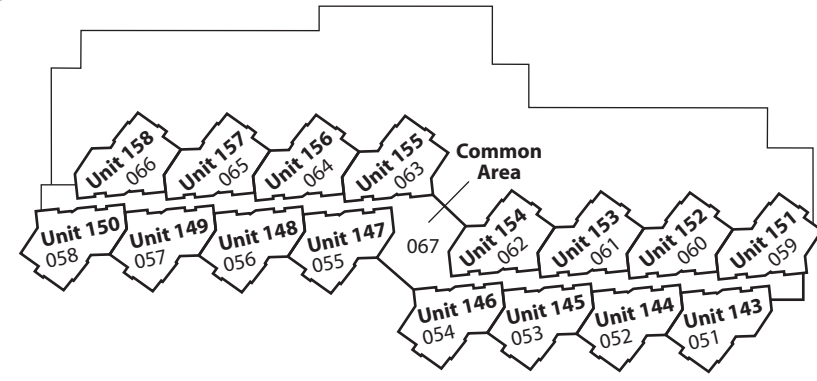 Unit 158
066
Unit 157
065
Unit 156
064
Unit 155
063
Common
Area
Unit 150
058
Unit 149
057
Unit 148
056
Unit 147
055
067
Unit 154
062
Unit 153
061
Unit 152
060
Unit 151
059
Unit 146
054
Unit 145
053
Unit 144
052
Unit 143
051